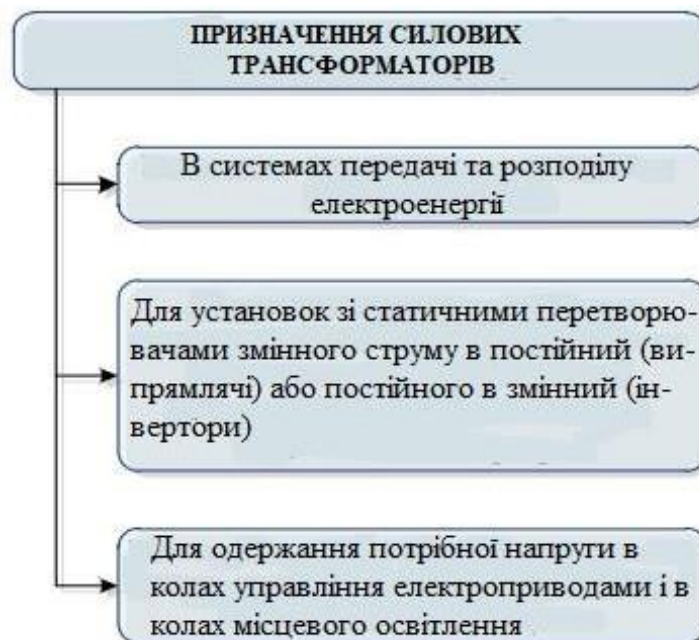 ПРИЗНАЧЕННЯ СИЛОВИХ
ТРАНСФОРМАТОРІВ
В системах передачі та розподілу
електроенергії
Для установок зі статичними перетворю-
вачами змінного струму в постійний (ви-
прямлячі) або постійного в змінний (ін-
вертори)
Для одержання потрібної напруги в
колах управління електроприводами і в
колах місцевого освітлення